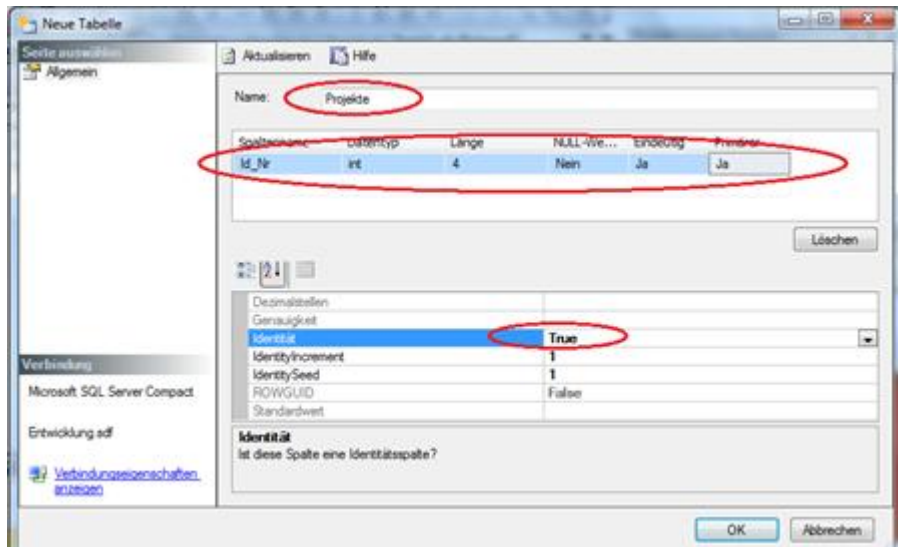 Neue Tabelle
Seite auswählen
Allgemein
Aktualisieren Hilfe
Name: Projekte
Spaltenname Datentyp Länge NULL-We... Eindeutig Primärer
Id_Nr int 4 Nein Ja Ja
Löschen
Dezimalstellen
Genauigkeit
Identität True
IdentityIncrement 1
IdentitySeed 1
ROWGUID False
Standardwert
Identität
Ist diese Spalte eine Identitätsspalte?
Verbindung
Microsoft SQL Server Compact
Entwicklung.sdf
Verbindungseigenschaften
anzeigen
OK Abbrechen